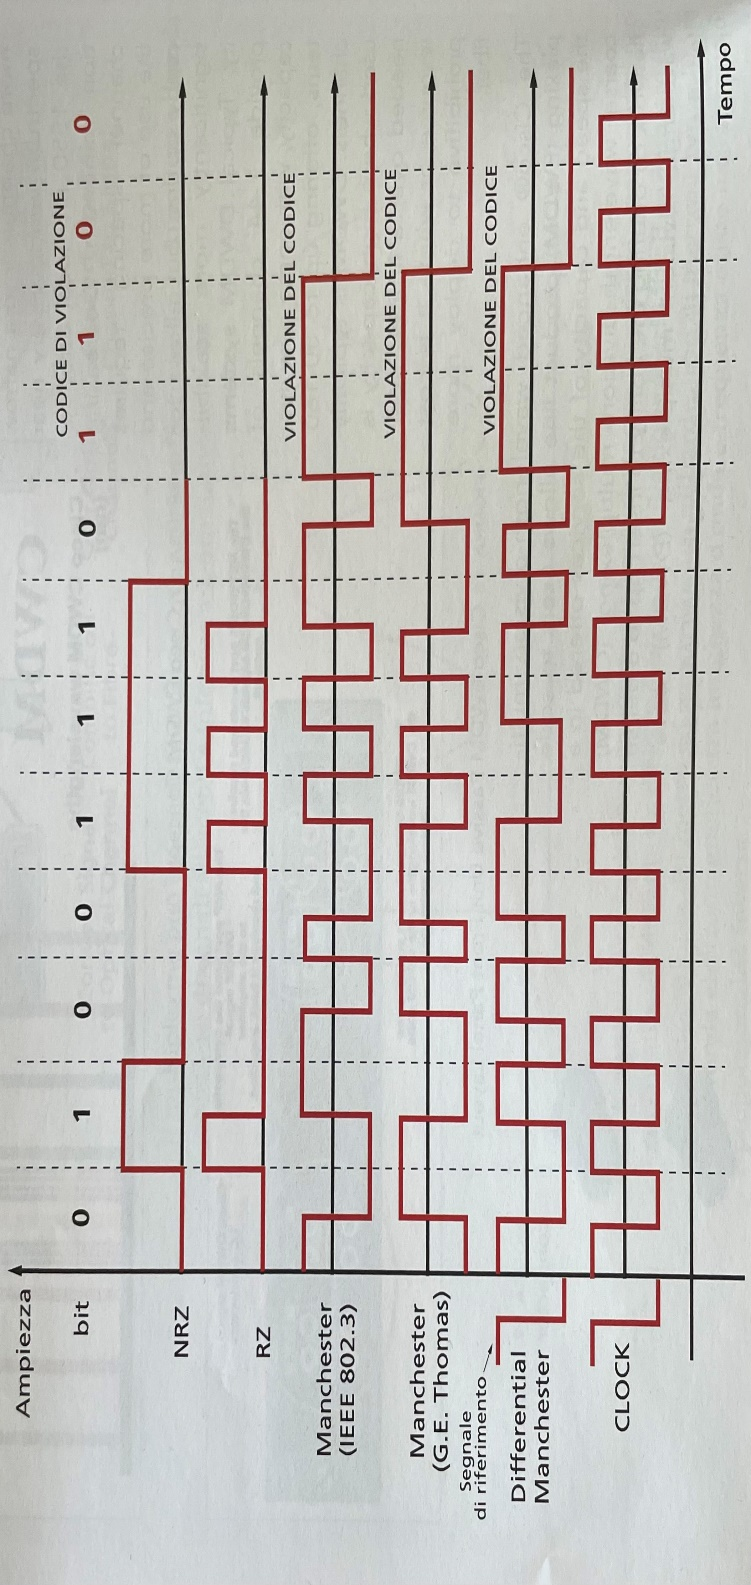 Ampiezza
CODICE DI VIOLAZIONE
bit 0 1 0 0 1 1 1 0 1 1 0 0
NRZ
RZ
VIOLAZIONE DEL CODICE
Manchester
(IEEE 802.3)
VIOLAZIONE DEL CODICE
Manchester
(G.E. Thomas)
Segnale
di riferimento
VIOLAZIONE DEL CODICE
Differential
Manchester
CLOCK
Tempo